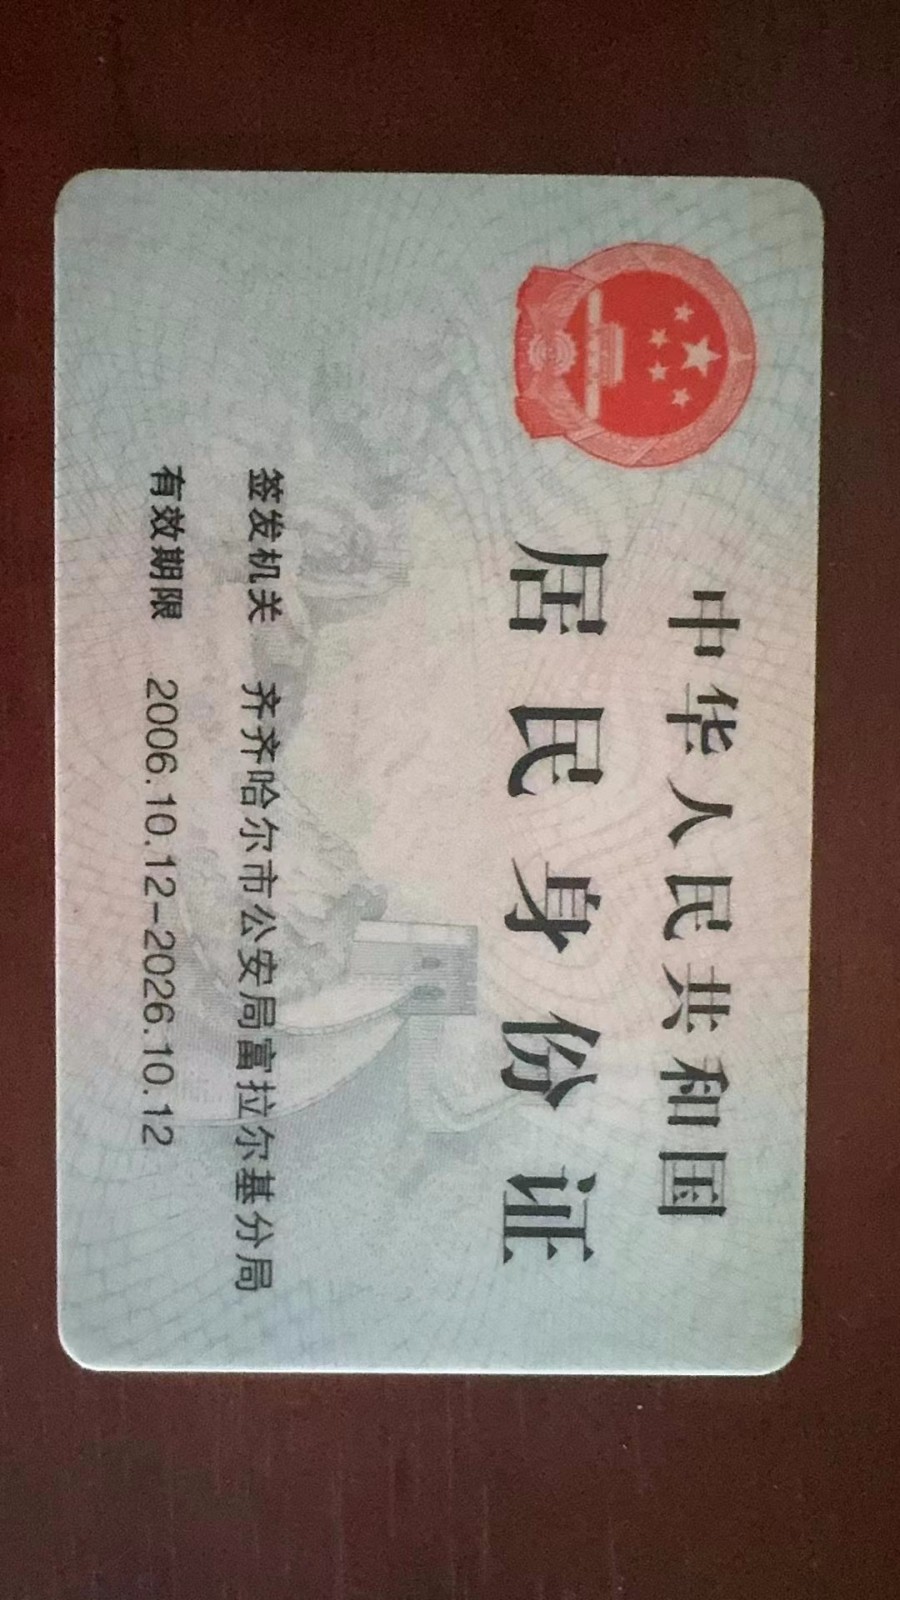 中华人民共和国
居民身份证
签发机关 齐齐哈尔市公安局富拉尔基分局
有效期限 2006.10.12-2026.10.12